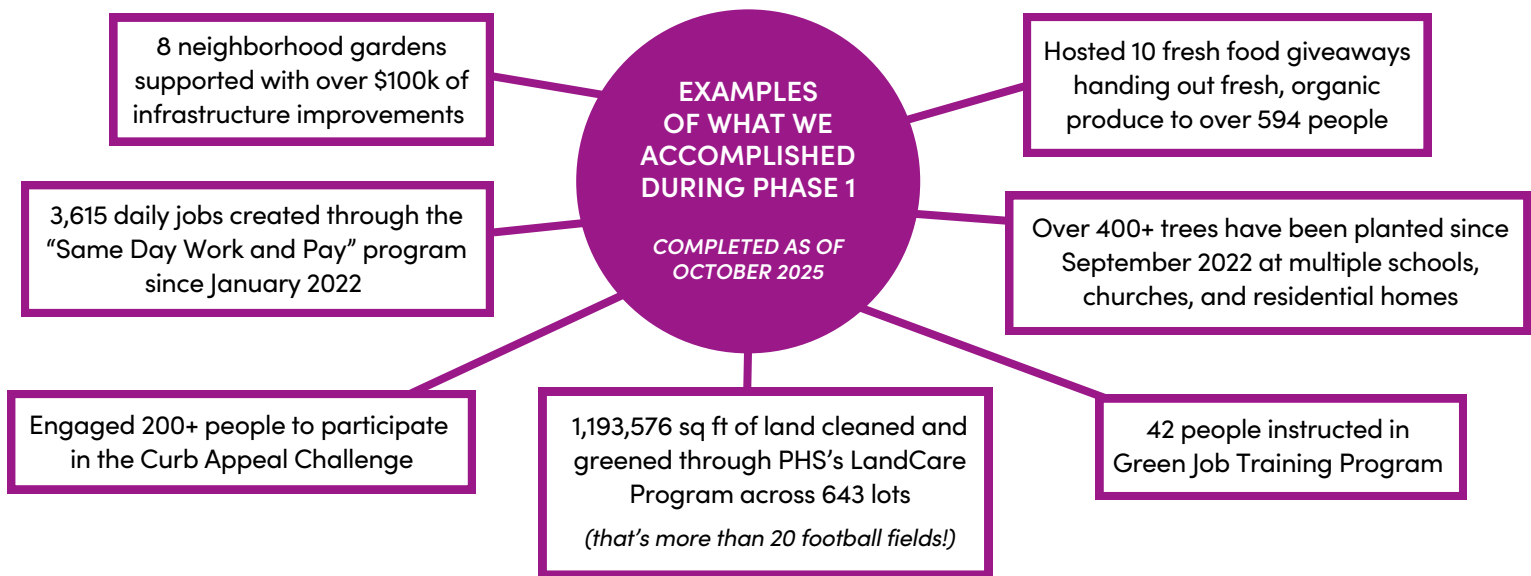 8 neighborhood gardens
supported with over $100k of
infrastructure improvements
EXAMPLES
OF WHAT WE
ACCOMPLISHED
DURING PHASE 1
COMPLETED AS OF
OCTOBER 2025
Hosted 10 fresh food giveaways
handing out fresh, organic
produce to over 594 people
3,615 daily jobs created through the
“Same Day Work and Pay” program
since January 2022
Over 400+ trees have been planted since
September 2022 at multiple schools,
churches, and residential homes
Engaged 200+ people to participate
in the Curb Appeal Challenge
1,193,576 sq ft of land cleaned and
greened through PHS’s LandCare
Program across 643 lots
(that’s more than 20 football fields!)
42 people instructed in
Green Job Training Program